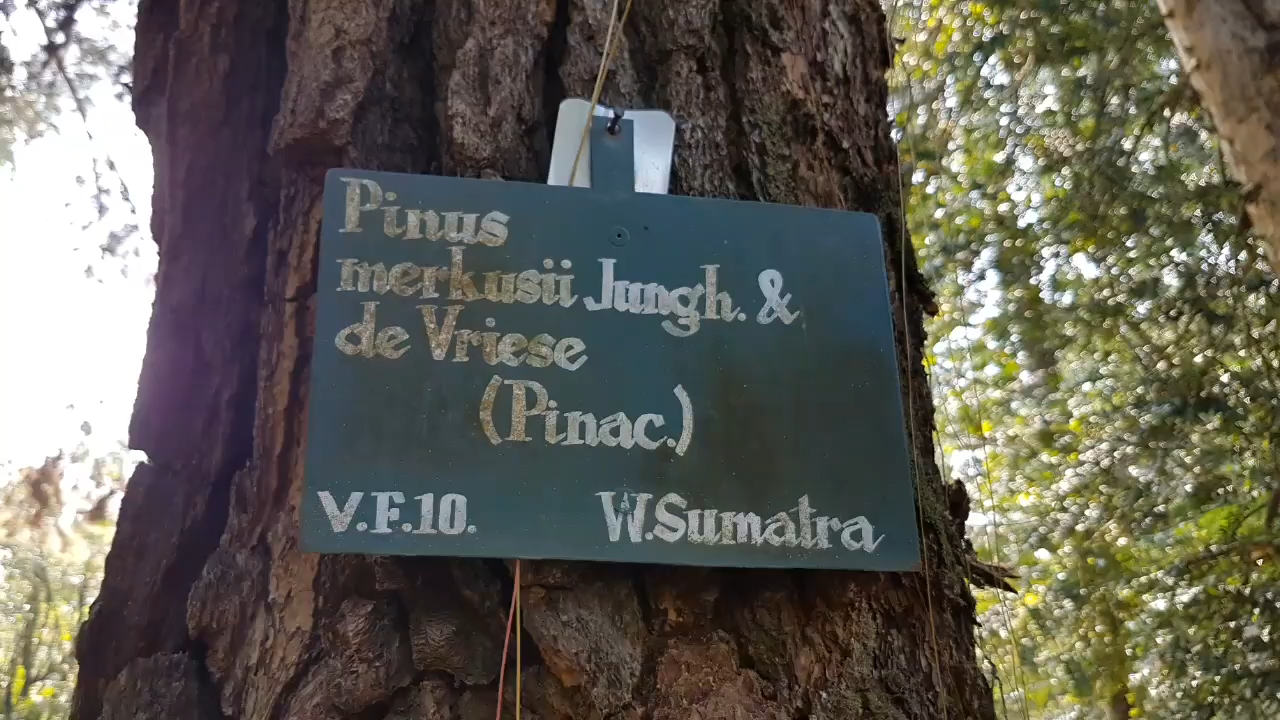 Pinus
merkusii Jungh. &
de Vriese
(Pinac.)
V.F.10. W.Sumatra